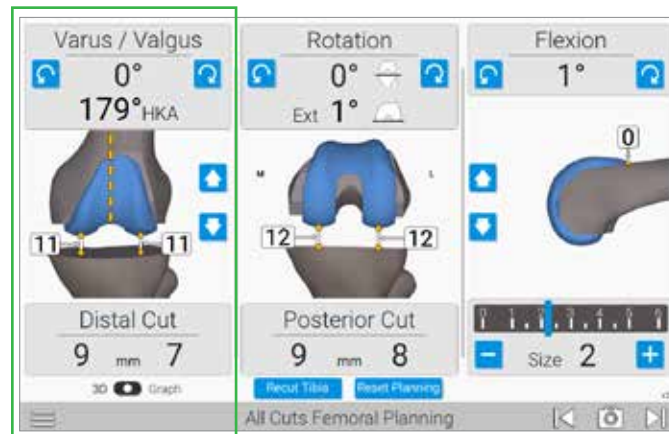 Varus / Valgus
0°
179°HKA
11 11
Distal Cut
9 mm 7
3D Graph
Rotation
0°
Ext 1°
M L
12 12
Posterior Cut
9 mm 8
Recut Tibia Reset Planning
Flexion
1°
0
Size 2
All Cuts Femoral Planning